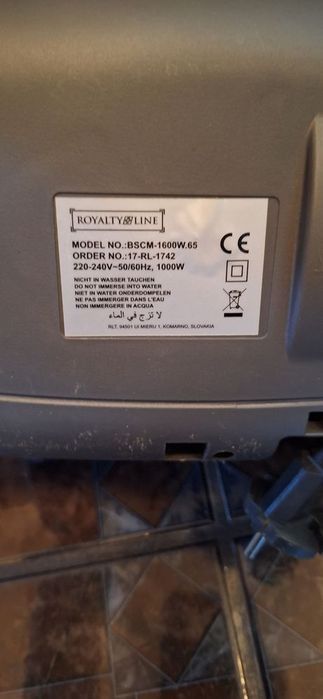 ROYALTY LINE
MODEL NO.:BSCM-1600W.65
ORDER NO.:17-RL-1742
220-240V~50/60Hz, 1000W
CE
NICHT IN WASSER TAUCHEN
DO NOT IMMERSE INTO WATER
NIET IN WATER ONDERDOMPELEN
NE PAS IMMERGER DANS L'EAU
NON IMMERGERE IN ACQUA
لا تزج في الماء
RLT, 94501 UI MIERU 1, KOMARNO, SLOVAKIA